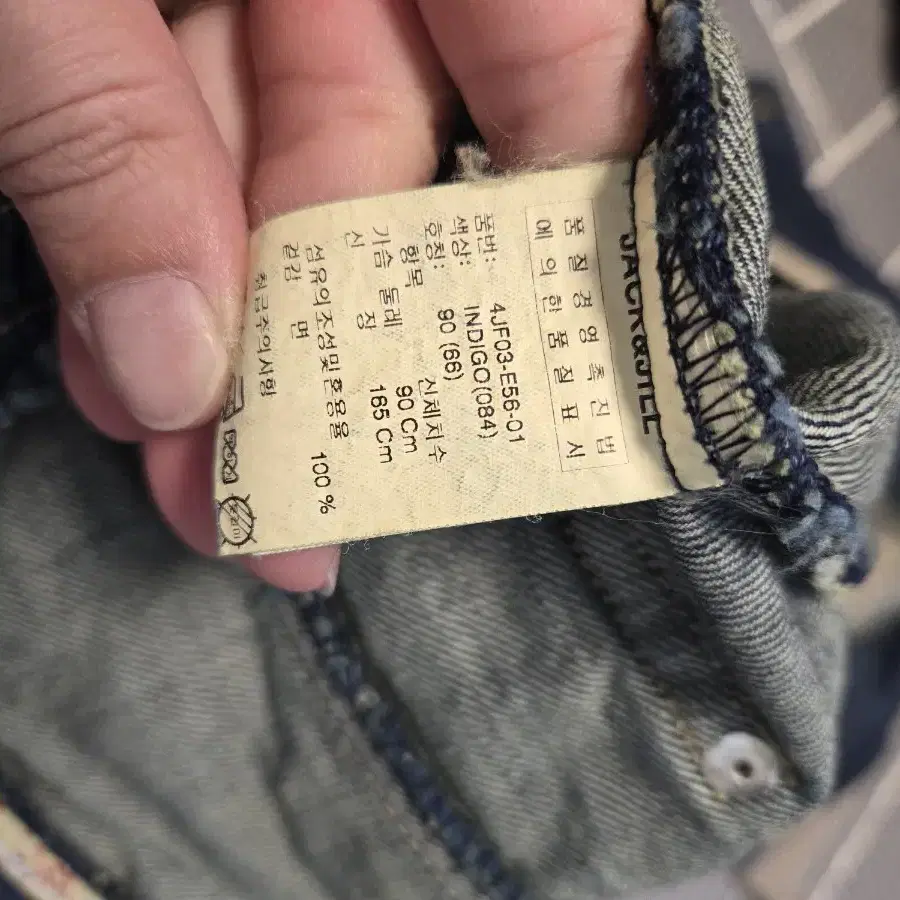 JACK&JILL
품질경영촉진법
에의한품질표시
품번: 4JF03-E56-01
색상: INDIGO(084)
호칭: 90 (66)
항목 신체치수
가슴 둘레 90 Cm
신 장 165 Cm
섬유의조성및혼용율
겉감 면 100 %
취급주의사항